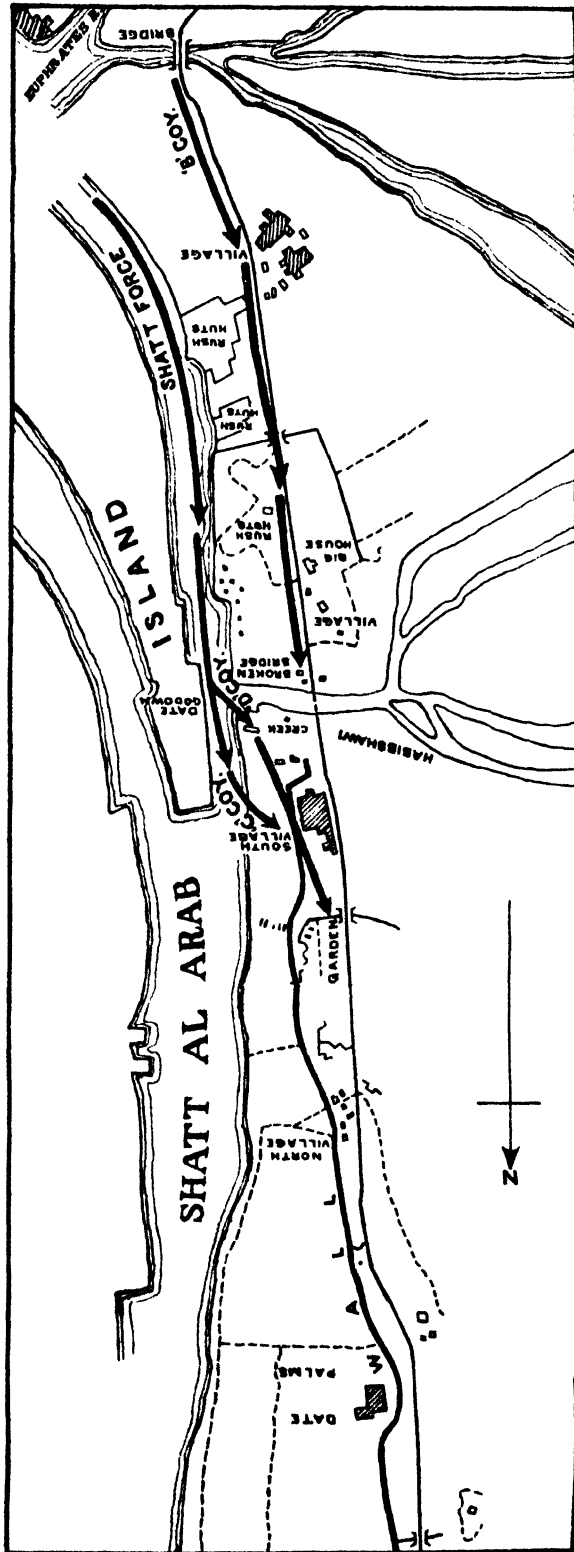 EUPHRATES R.
BRIDGE
'B' COY.
VILLAGE
SHATT FORCE
RUSH
HUTS
RUSH
HUTS
ISLAND
RUSH
HUTS
BIG
HOUSE
VILLAGE
BROKEN
BRIDGE
DATE
GODOWN
'D' COY.
CREEK
HABIBSHAWI
'C' COY.
SOUTH
VILLAGE
SHATT AL ARAB
GARDEN
NORTH
VILLAGE
WALL
DATE
PALMS
N